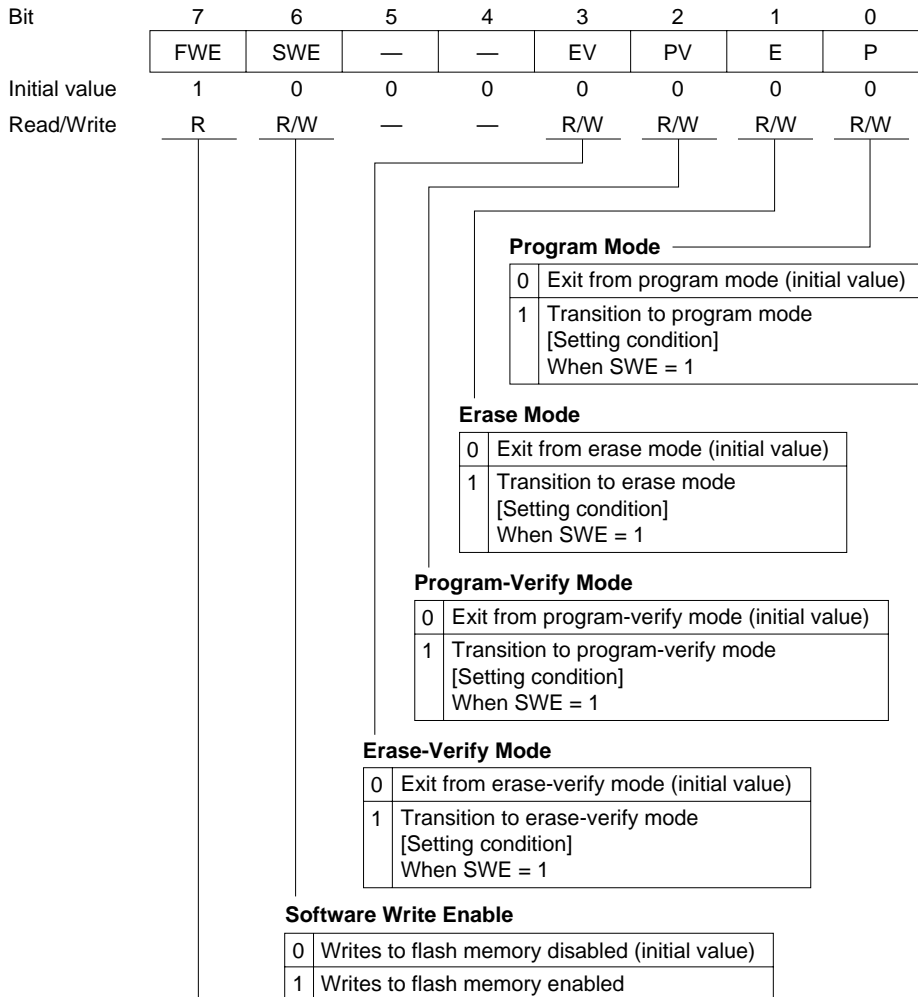 Bit 7 6 5 4 3 2 1 0
FWE SWE — — EV PV E P
Initial value 1 0 0 0 0 0 0 0
Read/Write R R/W — — R/W R/W R/W R/W
Program Mode
0 Exit from program mode (initial value)
1 Transition to program mode
[Setting condition]
When SWE = 1
Erase Mode
0 Exit from erase mode (initial value)
1 Transition to erase mode
[Setting condition]
When SWE = 1
Program-Verify Mode
0 Exit from program-verify mode (initial value)
1 Transition to program-verify mode
[Setting condition]
When SWE = 1
Erase-Verify Mode
0 Exit from erase-verify mode (initial value)
1 Transition to erase-verify mode
[Setting condition]
When SWE = 1
Software Write Enable
0 Writes to flash memory disabled (initial value)
1 Writes to flash memory enabled